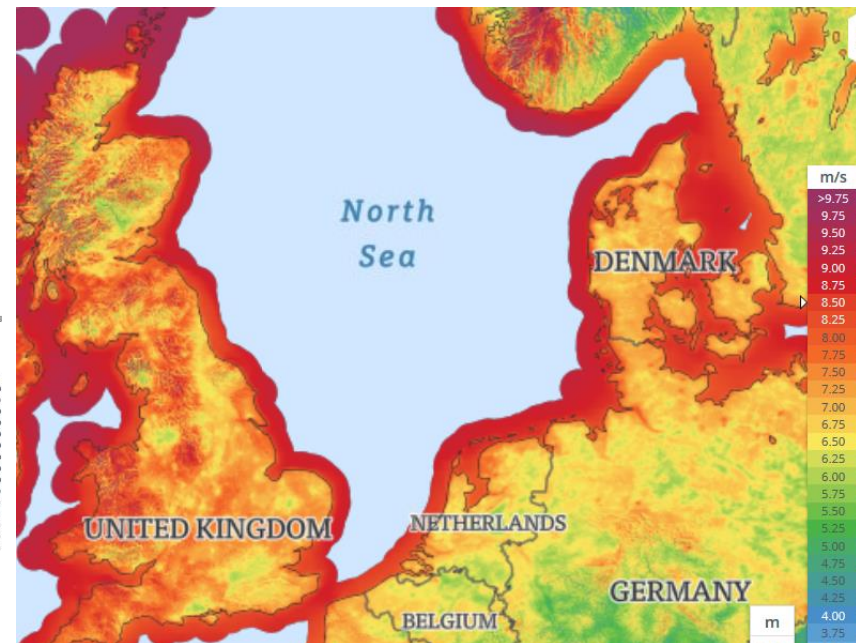 North
Sea
m/s
>9.75
9.75
9.50
9.25
9.00
8.75
8.50
8.25
8.00
7.75
7.50
7.25
7.00
6.75
6.50
6.25
6.00
5.75
5.50
5.25
5.00
4.75
4.50
4.25
4.00
3.75
DENMARK
UNITED KINGDOM
NETHERLANDS
GERMANY
BELGIUM
m